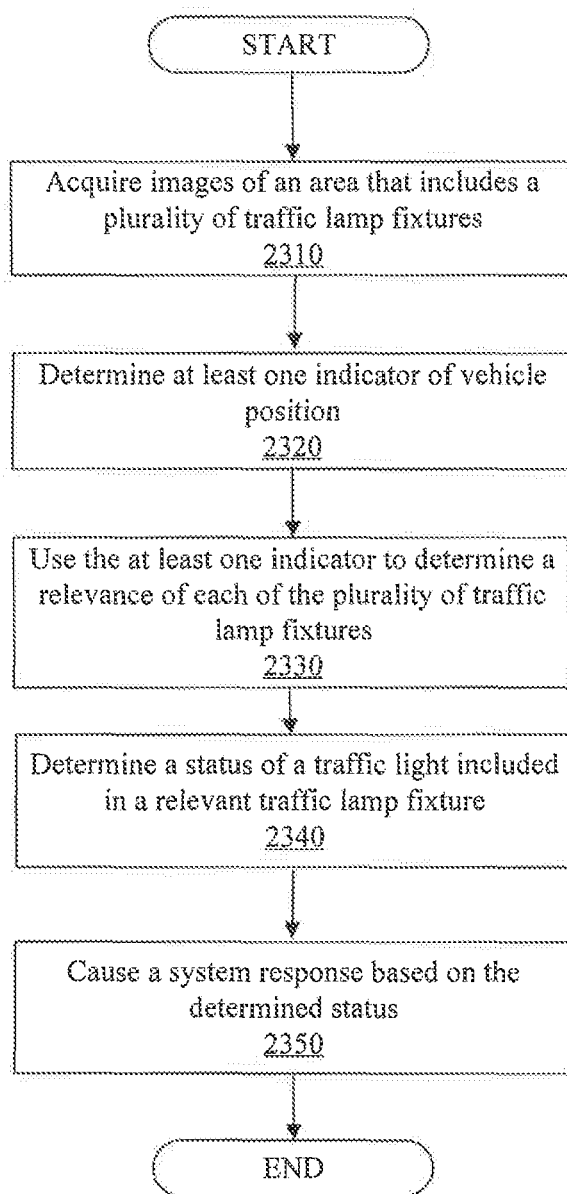 START
Acquire images of an area that includes a
plurality of traffic lamp fixtures
2310
Determine at least one indicator of vehicle
position
2320
Use the at least one indicator to determine a
relevance of each of the plurality of traffic
lamp fixtures
2330
Determine a status of a traffic light included
in a relevant traffic lamp fixture
2340
Cause a system response based on the
determined status
2350
END